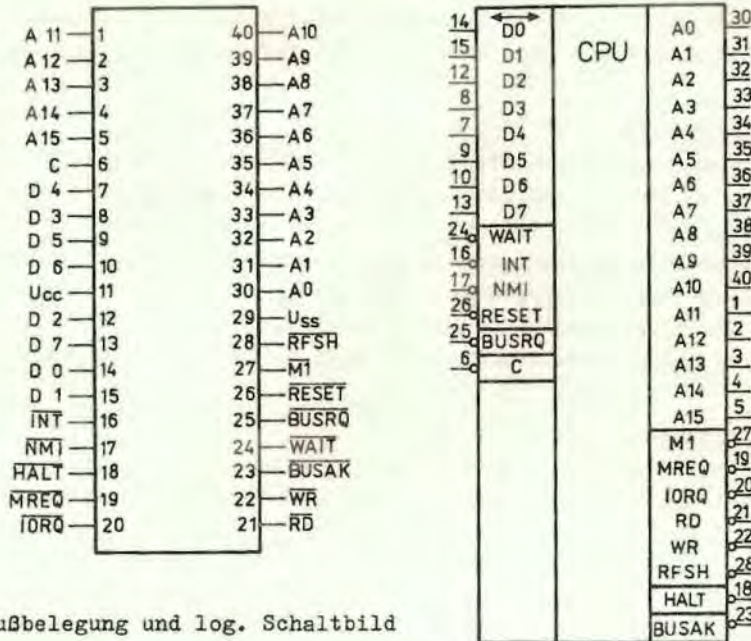 A 11 1 40 A10
A12 2 39 A9
A13 3 38 A8
A14 4 37 A7
A15 5 36 A6
C 6 35 A5
D 4 7 34 A4
D 3 8 33 A3
D 5 9 32 A2
D 6 10 31 A1
Ucc 11 30 A0
D 2 12 29 Uss
D 7 13 28 RFSH
D 0 14 27 M1
D 1 15 26 RESET
INT 16 25 BUSRQ
NMI 17 24 WAIT
HALT 18 23 BUSAK
MREQ 19 22 WR
IORQ 20 21 RD
ußbelegung und log. Schaltbild
CPU
14 D0
15 D1
12 D2
8 D3
7 D4
9 D5
10 D6
13 D7
24 WAIT
16 INT
17 NMI
26 RESET
25 BUSRQ
6 C
A0 30
A1 31
A2 32
A3 33
A4 34
A5 35
A6 36
A7 37
A8 38
A9 39
A10 40
A11 1
A12 2
A13 3
A14 4
A15 5
M1 27
MREQ 19
IORQ 20
RD 21
WR 22
RFSH 28
HALT 18
BUSAK 23